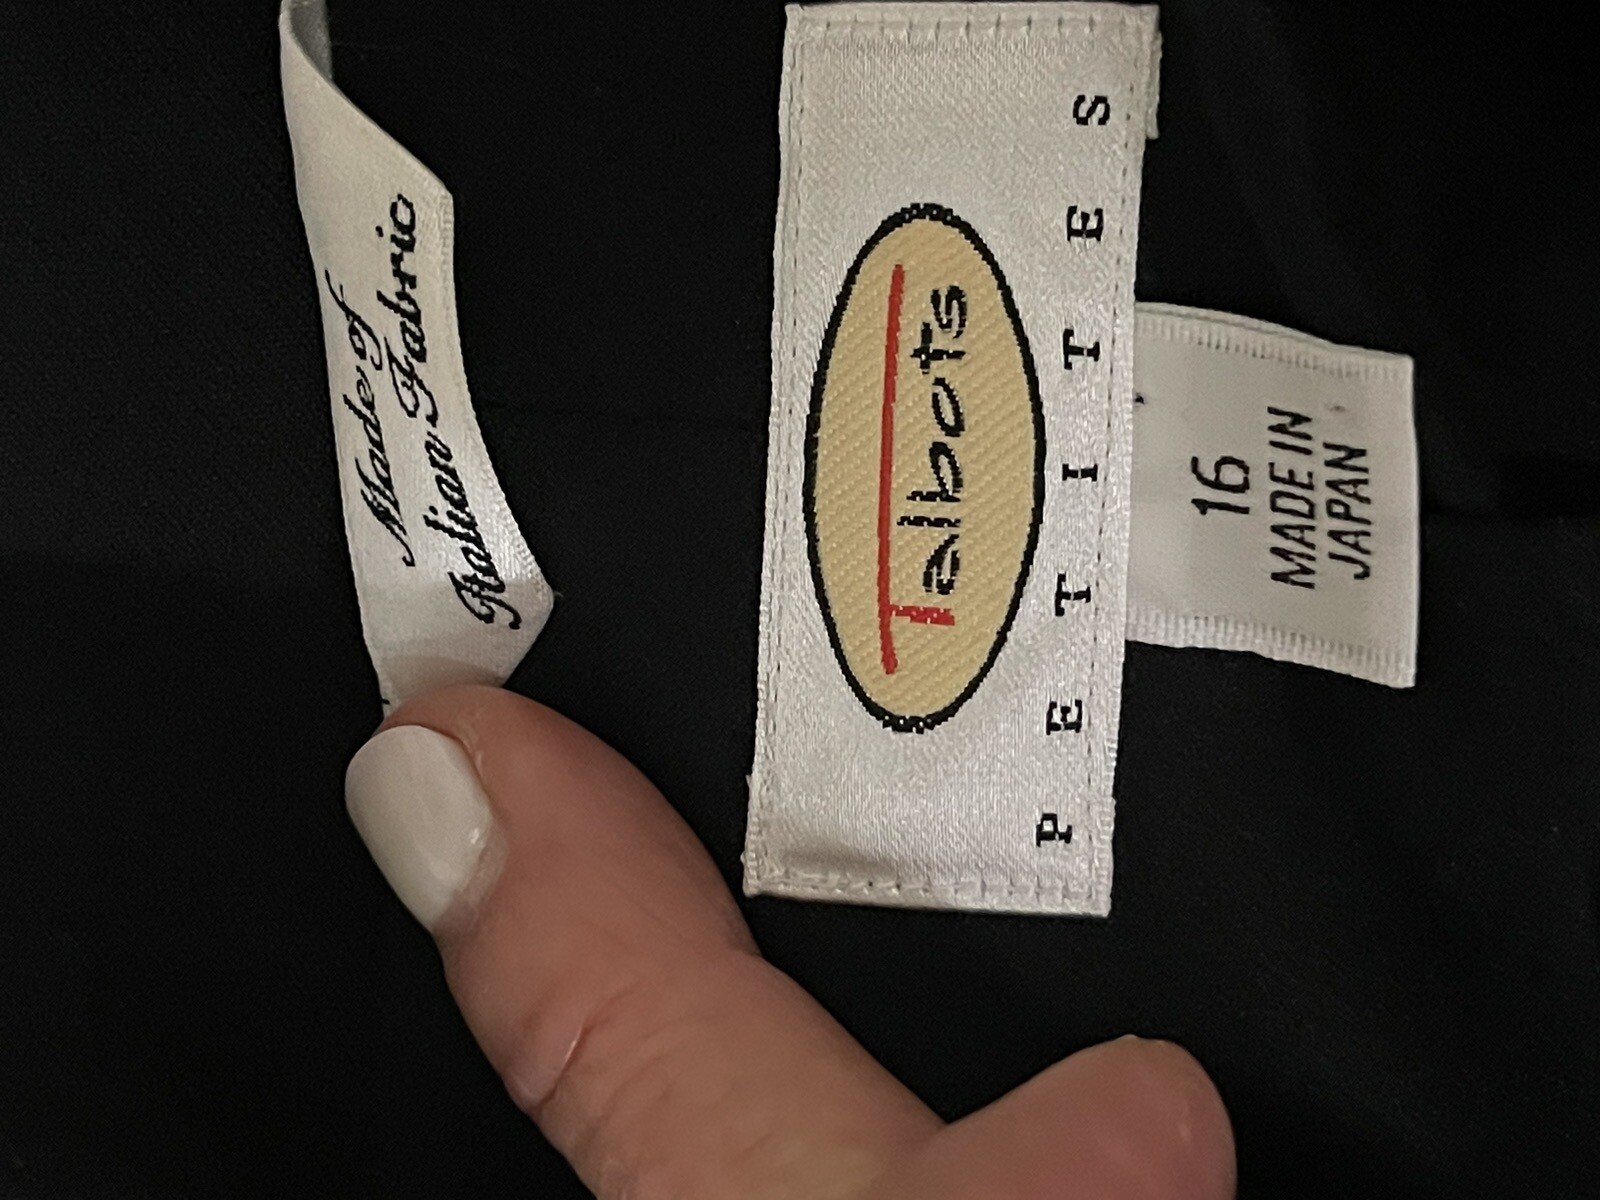 Made of
Italian Fabric
Talbots
PETITES
16
MADE IN
JAPAN